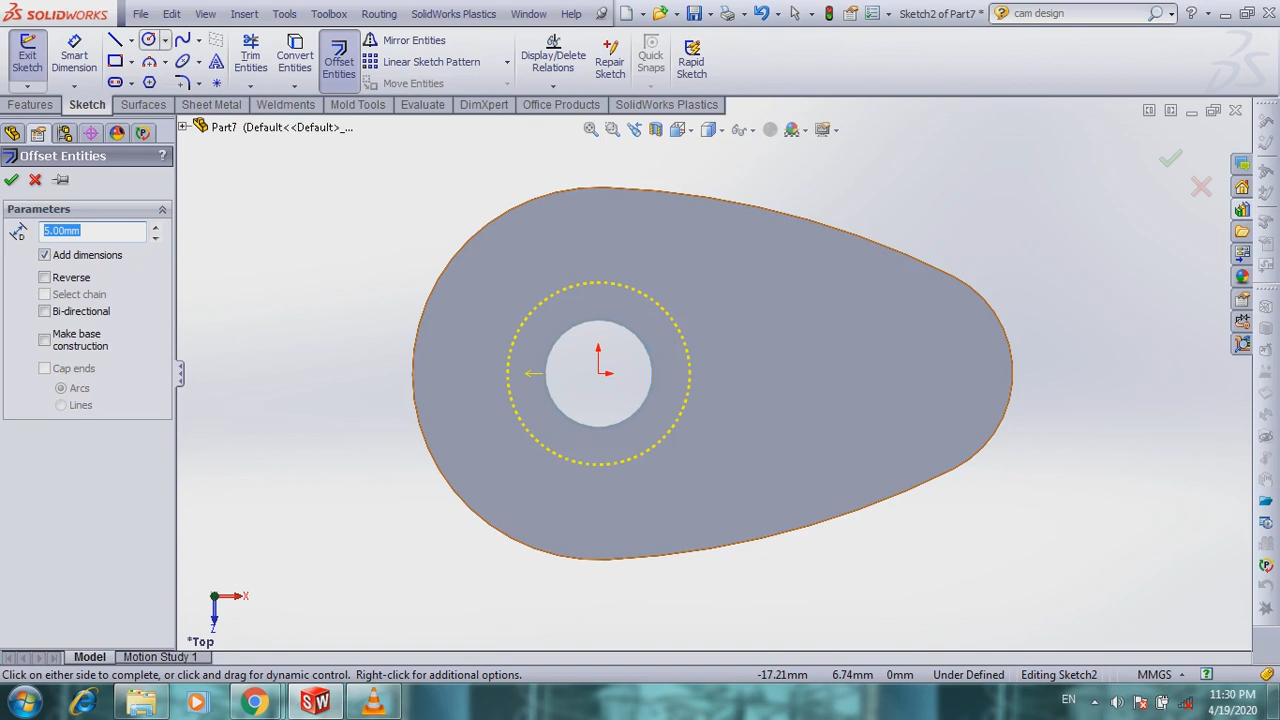 SOLIDWORKS File Edit View Insert Tools Toolbox Routing SolidWorks Plastics Window Help Sketch2 of Part7 * cam design
Exit Sketch
Smart Dimension
Trim Entities
Convert Entities
Offset Entities
Mirror Entities
Linear Sketch Pattern
Move Entities
Display/Delete Relations
Repair Sketch
Quick Snaps
Rapid Sketch
Features Sketch Surfaces Sheet Metal Weldments Mold Tools Evaluate DimXpert Office Products SolidWorks Plastics
Part7 (Default<<Default>_...
Offset Entities ?
Parameters
D 5.00mm
Add dimensions
Reverse
Select chain
Bi-directional
Make base
construction
Cap ends
Arcs
Lines
X
Z
*Top
Model Motion Study 1
Click on either side to complete, or click and drag for dynamic control. Right-click for additional options. -17.21mm 6.74mm 0mm Under Defined Editing Sketch2 MMGS ?
EN 11:30 PM
4/19/2020